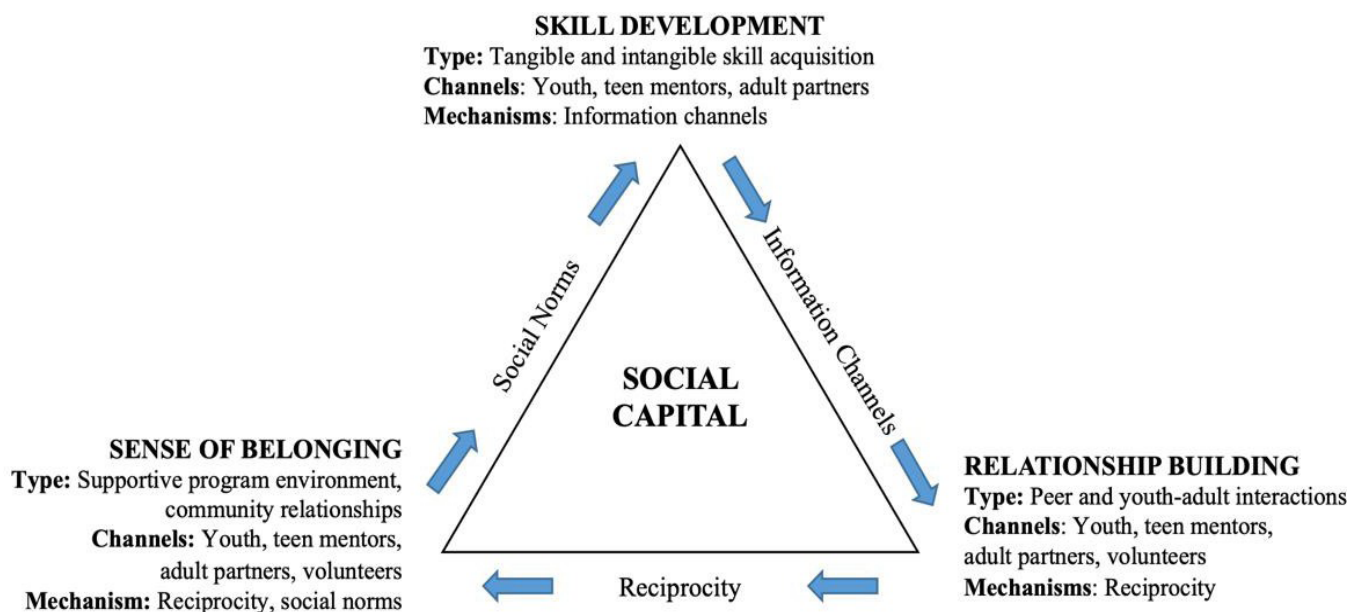 SKILL DEVELOPMENT
Type: Tangible and intangible skill acquisition
Channels: Youth, teen mentors, adult partners
Mechanisms: Information channels
Social Norms
Information Channels
SOCIAL
CAPITAL
SENSE OF BELONGING
Type: Supportive program environment,
community relationships
Channels: Youth, teen mentors,
adult partners, volunteers
Mechanism: Reciprocity, social norms
RELATIONSHIP BUILDING
Type: Peer and youth-adult interactions
Channels: Youth, teen mentors,
adult partners, volunteers
Mechanisms: Reciprocity
Reciprocity